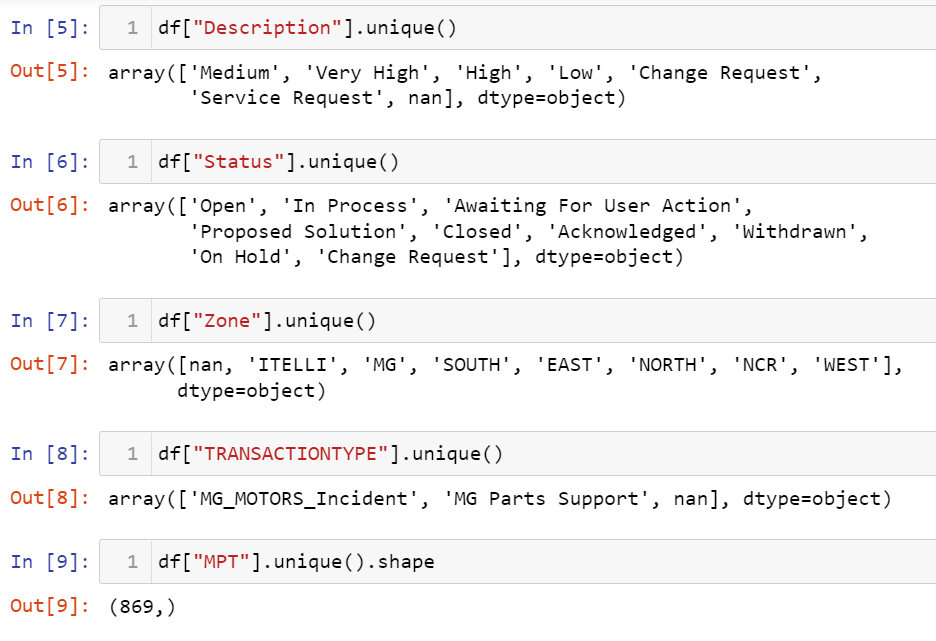 In [5]: 1 df["Description"].unique()
Out[5]: array(['Medium', 'Very High', 'High', 'Low', 'Change Request',
'Service Request', nan], dtype=object)
In [6]: 1 df["Status"].unique()
Out[6]: array(['Open', 'In Process', 'Awaiting For User Action',
'Proposed Solution', 'Closed', 'Acknowledged', 'Withdrawn',
'On Hold', 'Change Request'], dtype=object)
In [7]: 1 df["Zone"].unique()
Out[7]: array([nan, 'ITELLI', 'MG', 'SOUTH', 'EAST', 'NORTH', 'NCR', 'WEST'],
dtype=object)
In [8]: 1 df["TRANSACTIONTYPE"].unique()
Out[8]: array(['MG_MOTORS_Incident', 'MG Parts Support', nan], dtype=object)
In [9]: 1 df["MPT"].unique().shape
Out[9]: (869,)